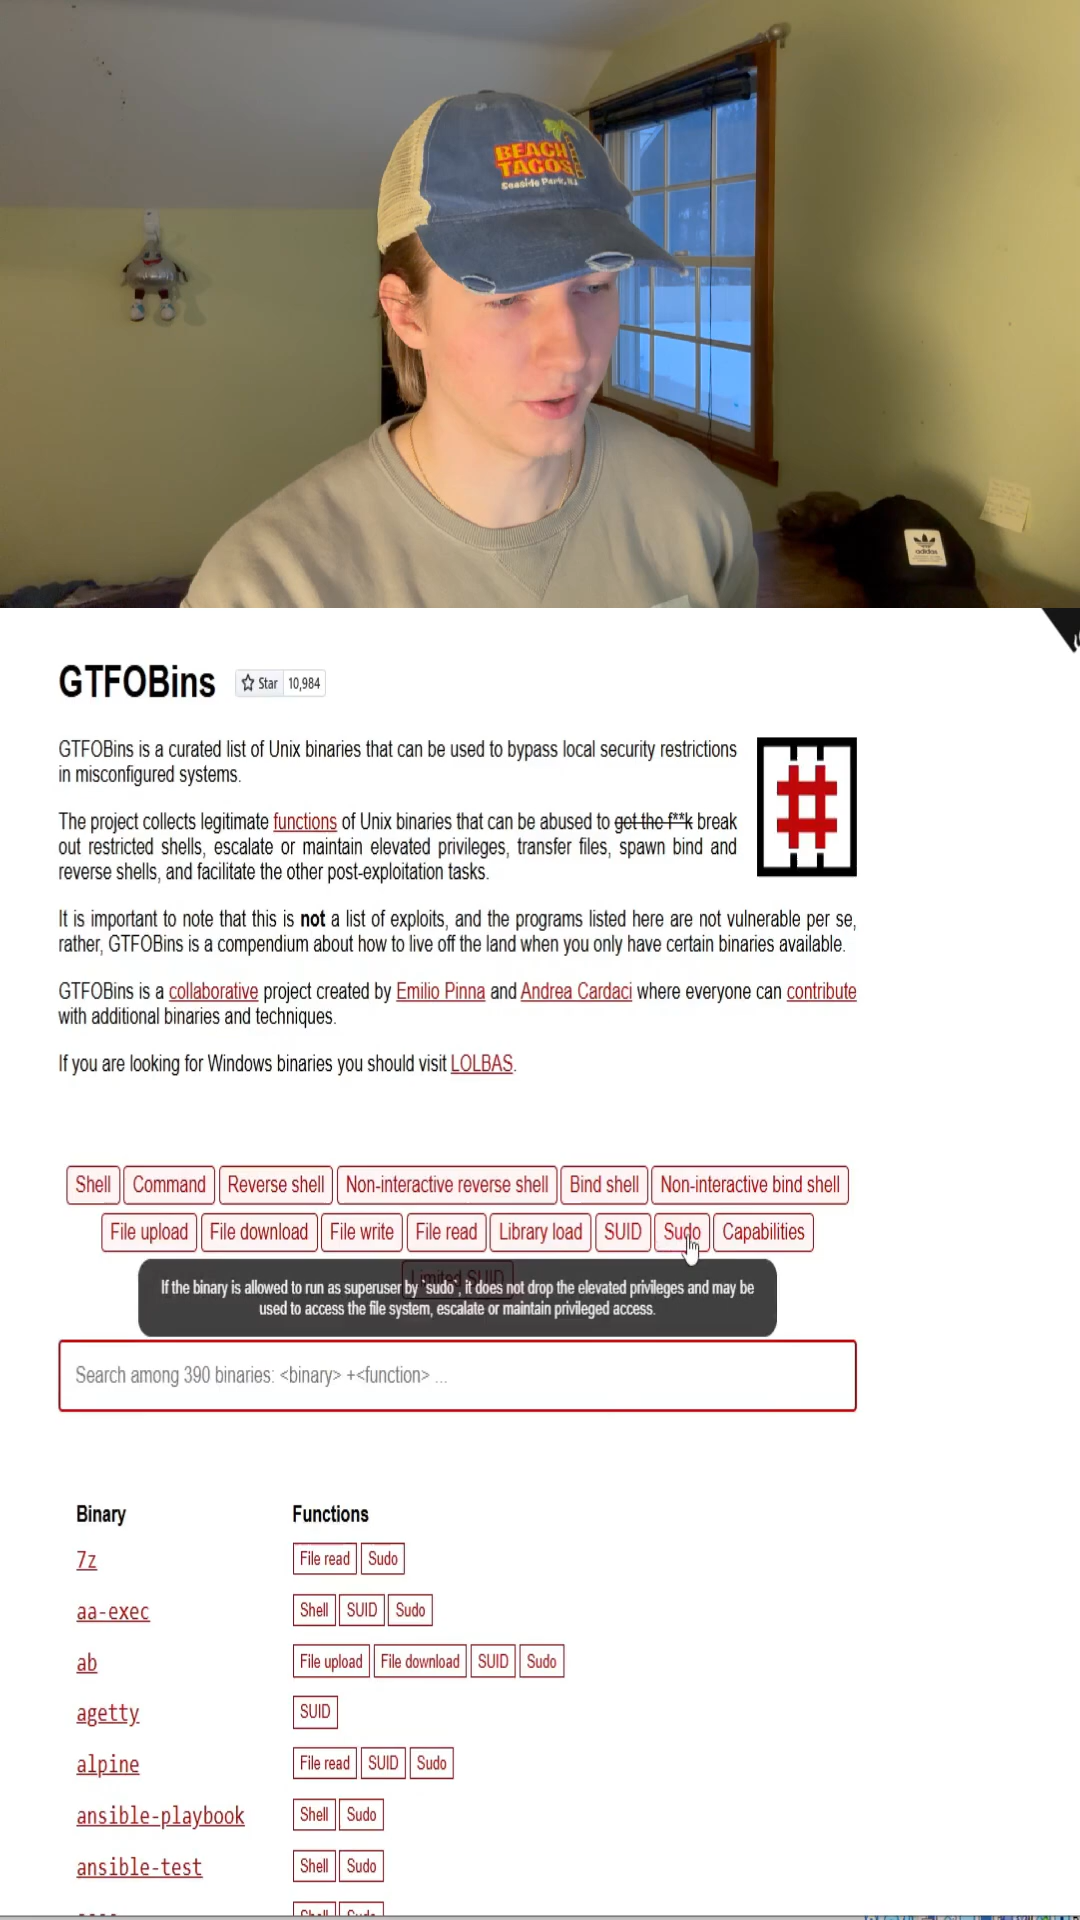 BEACH
TACOS
Seaside Park, NJ
adidas
GTFOBins
Star 10,984
GTFOBins is a curated list of Unix binaries that can be used to bypass local security restrictions
in misconfigured systems.
The project collects legitimate functions of Unix binaries that can be abused to get the f**k break
out restricted shells, escalate or maintain elevated privileges, transfer files, spawn bind and
reverse shells, and facilitate the other post-exploitation tasks.
It is important to note that this is not a list of exploits, and the programs listed here are not vulnerable per se,
rather, GTFOBins is a compendium about how to live off the land when you only have certain binaries available.
GTFOBins is a collaborative project created by Emilio Pinna and Andrea Cardaci where everyone can contribute
with additional binaries and techniques.
If you are looking for Windows binaries you should visit LOLBAS.
Shell Command Reverse shell Non-interactive reverse shell Bind shell Non-interactive bind shell
File upload File download File write File read Library load SUID Sudo Capabilities
Limited SUID
If the binary is allowed to run as superuser by `sudo`, it does not drop the elevated privileges and may be
used to access the file system, escalate or maintain privileged access.
Search among 390 binaries: <binary> +<function> ...
Binary Functions
7z File read Sudo
aa-exec Shell SUID Sudo
ab File upload File download SUID Sudo
agetty SUID
alpine File read SUID Sudo
ansible-playbook Shell Sudo
ansible-test Shell Sudo
Shell Sudo